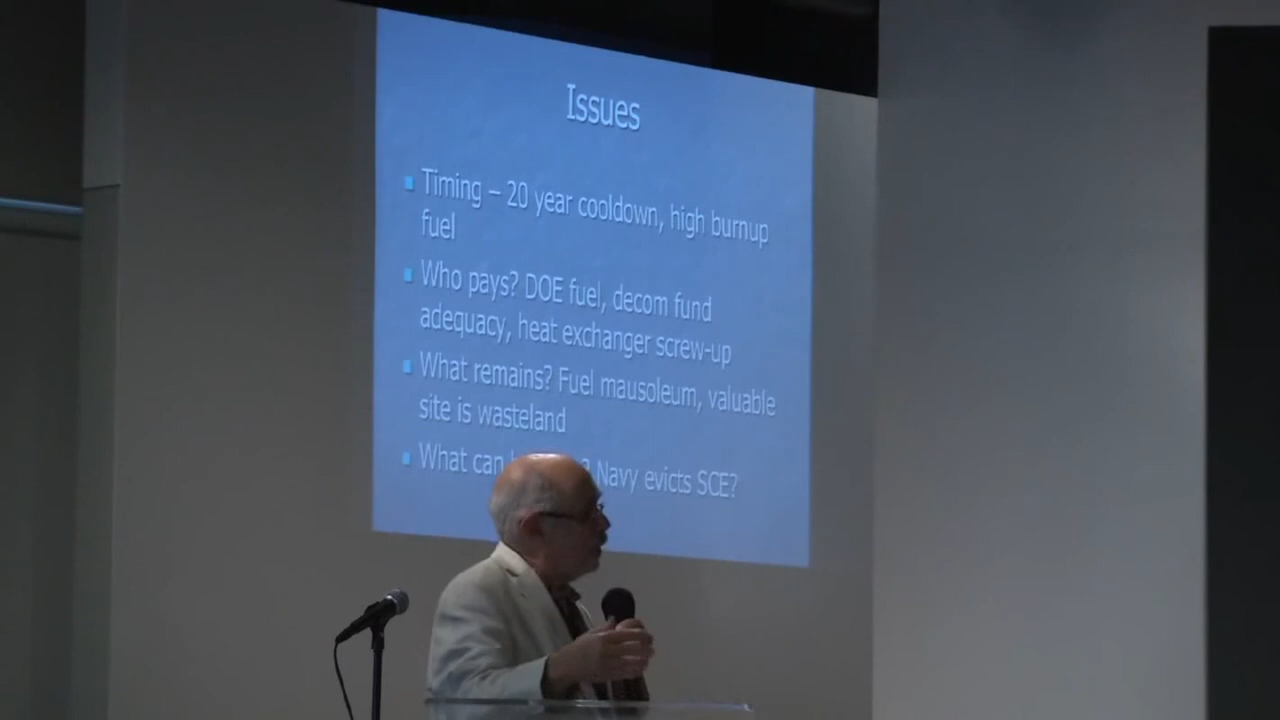 Issues
Timing – 20 year cooldown, high burnup
fuel
Who pays? DOE fuel, decom fund
adequacy, heat exchanger screw-up
What remains? Fuel mausoleum, valuable
site is wasteland
What can ? Navy evicts SCE?